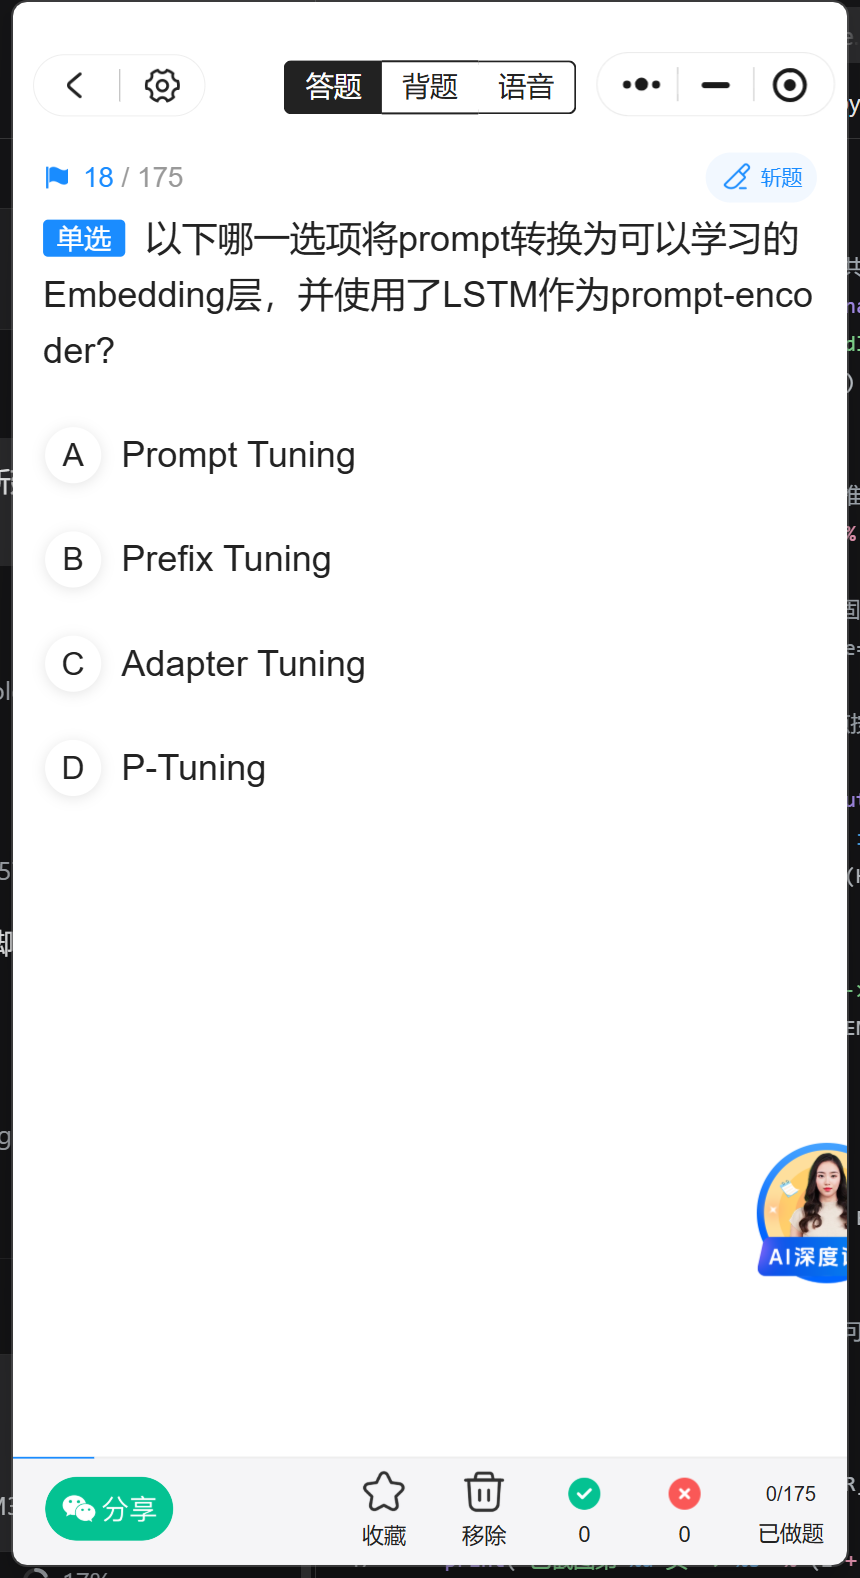 答题 背题 语音
18 / 175
斩题
单选 以下哪一选项将prompt转换为可以学习的
Embedding层，并使用了LSTM作为prompt-enco
der?
A Prompt Tuning
B Prefix Tuning
C Adapter Tuning
D P-Tuning
AI深度
分享
收藏
移除
0
0
0/175
已做题
17%